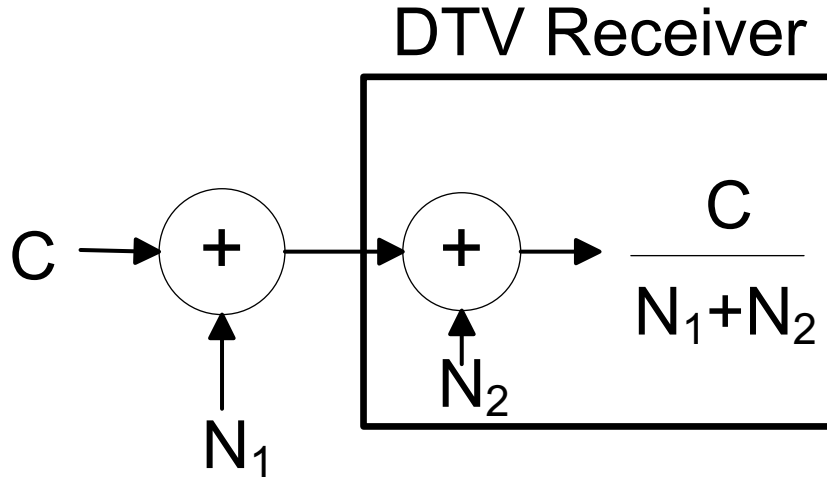 DTV Receiver
C
+
+
C
N₁+N₂
N₂
N₁